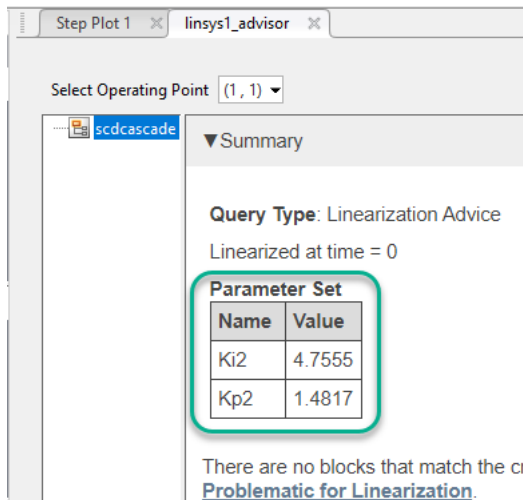 Step Plot 1
linsys1_advisor
Select Operating Point (1 , 1)
scdcascade
▼Summary
Query Type: Linearization Advice
Linearized at time = 0
Parameter Set
Name Value
Ki2 4.7555
Kp2 1.4817
There are no blocks that match the
Problematic for Linearization.